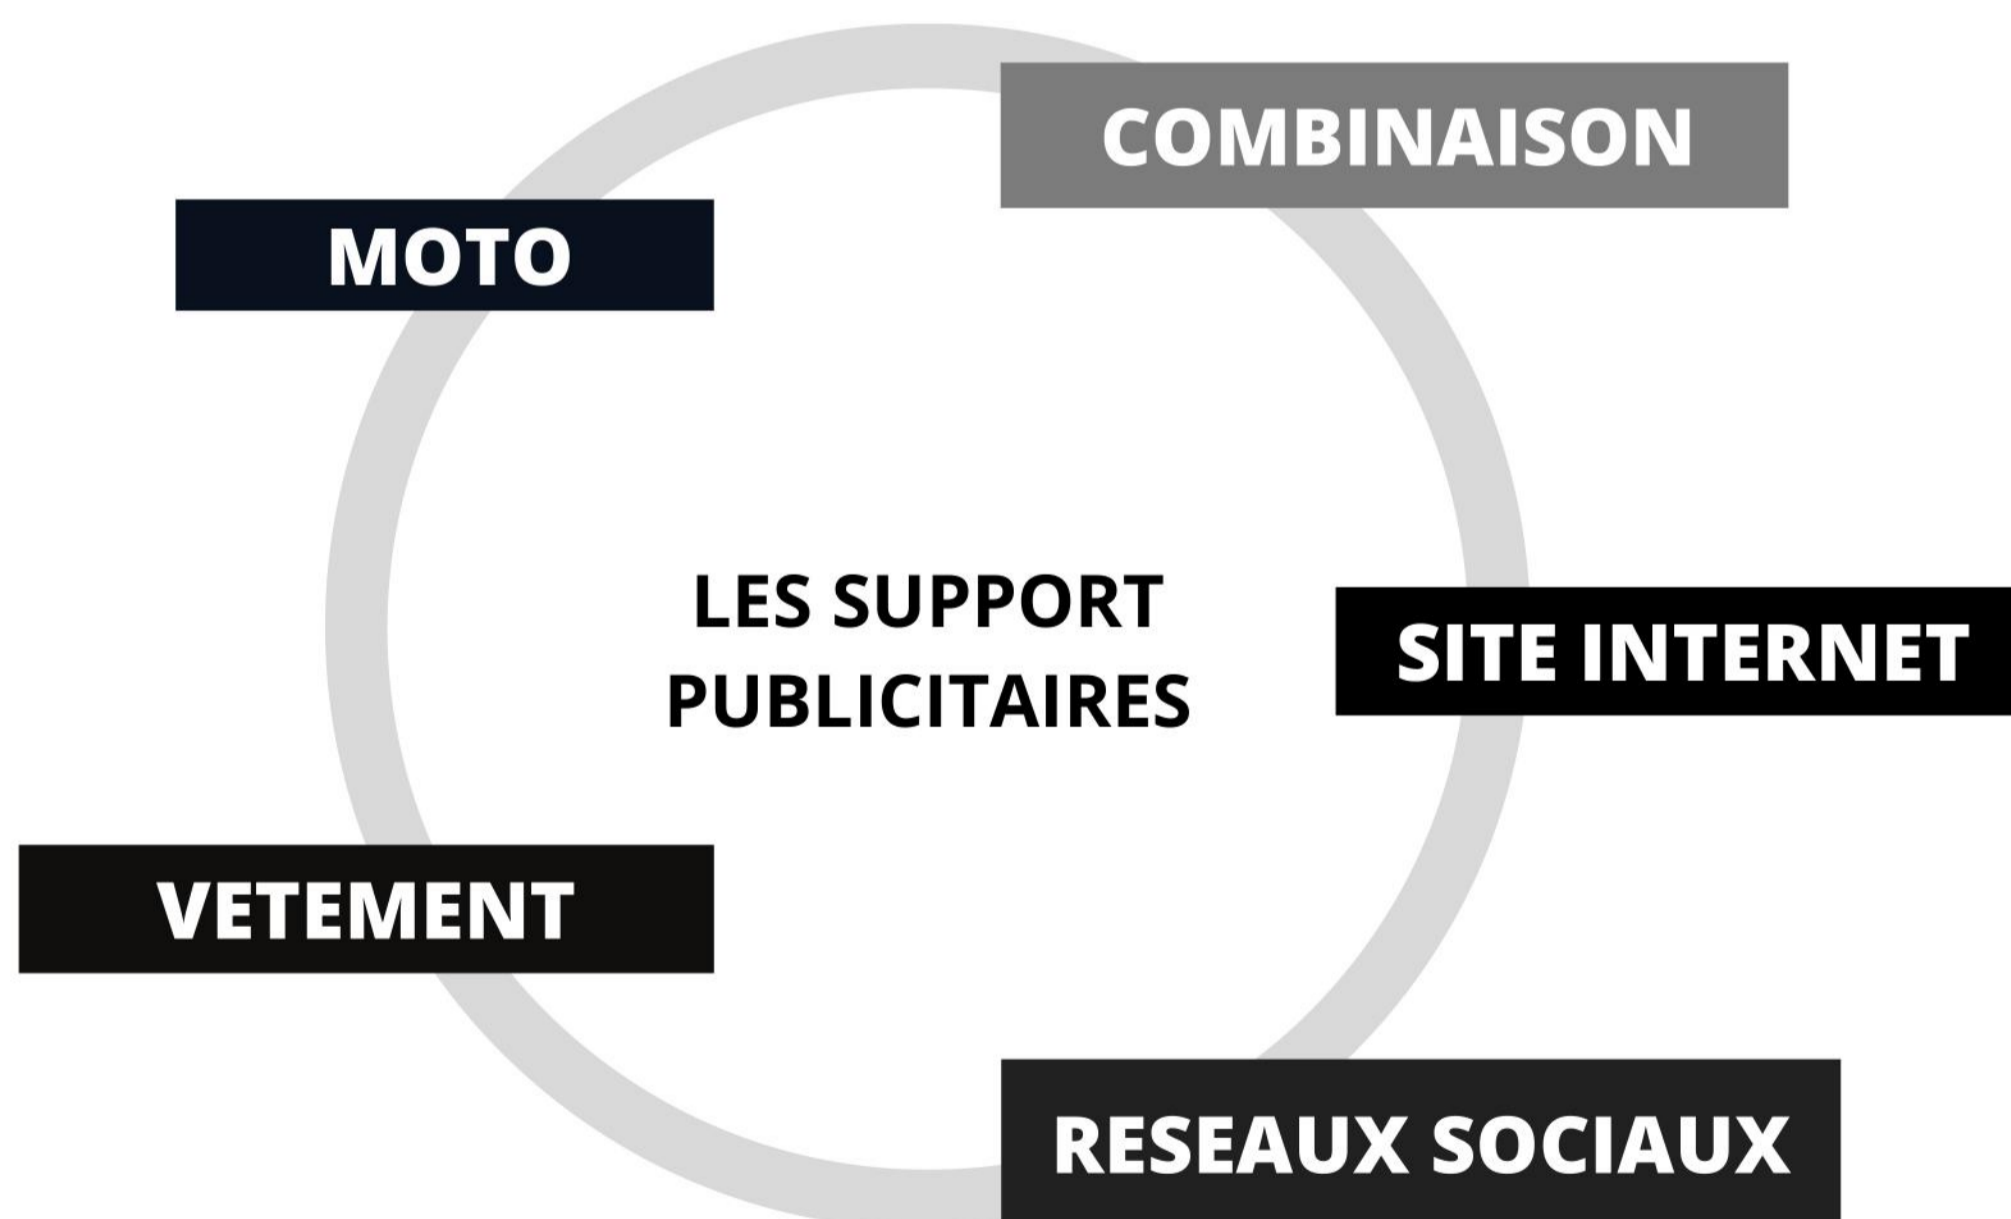 COMBINAISON
MOTO
LES SUPPORT
PUBLICITAIRES
SITE INTERNET
VETEMENT
RESEAUX SOCIAUX